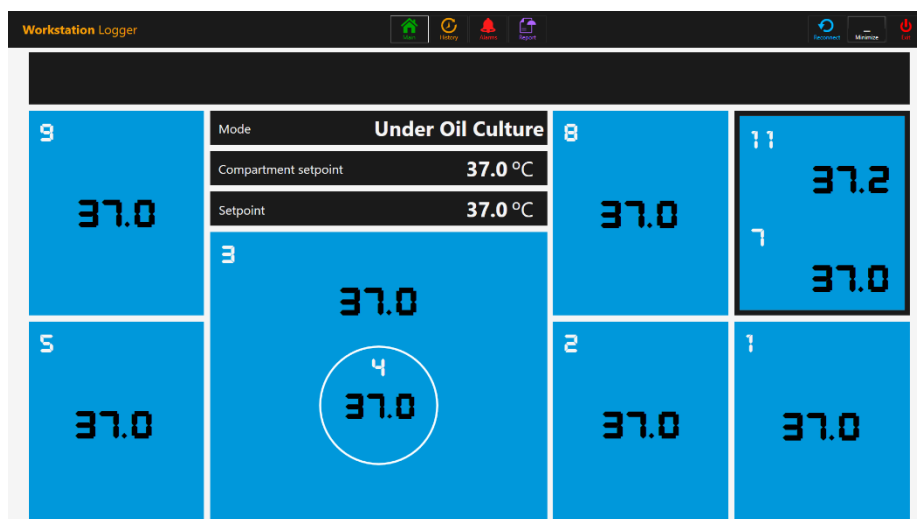 Workstation Logger
Main
History
Alarms
Report
Reconnect
Minimize
Exit
9
37.0
Mode Under Oil Culture
Compartment setpoint 37.0 ºC
Setpoint 37.0 ºC
8
37.0
11
37.2
7
37.0
3
37.0
4
37.0
5
37.0
2
37.0
1
37.0